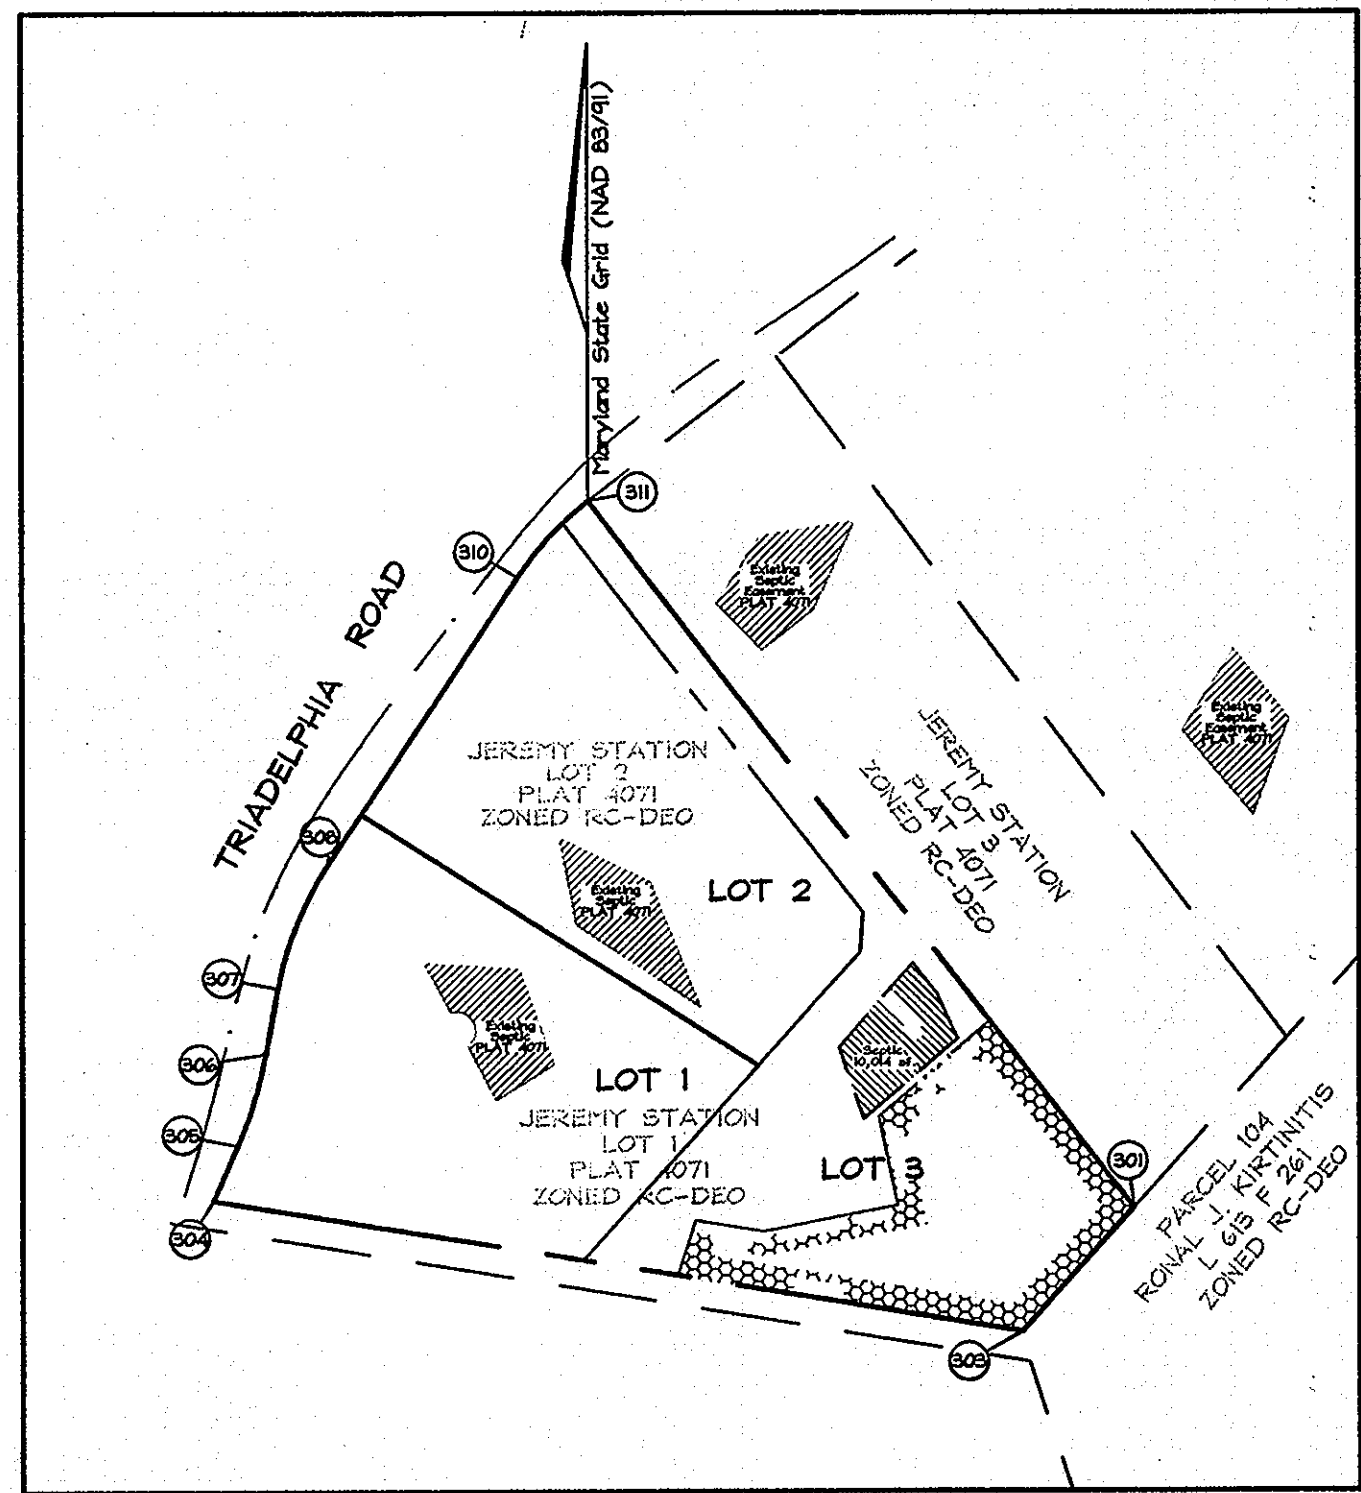 Maryland State Grid (NAD 83/91)
311
310
TRIADELPHIA ROAD
Existing
Septic
Easement
PLAT 4071
Existing
Septic
Easement
PLAT 4071
JEREMY STATION
LOT 2
PLAT 4071
ZONED RC-DEO
JEREMY STATION
LOT 3
PLAT 4071
ZONED RC-DEO
308
Existing
Septic
PLAT 4071
LOT 2
307
Existing
Septic
PLAT 4071
Septic
10,014 sf
306
LOT 1
JEREMY STATION
LOT 1
PLAT 4071
ZONED RC-DEO
305
LOT 3
301
PARCEL 104
RONAL J. KIRTINITIS
L 613 F 261
ZONED RC-DEO
304
303